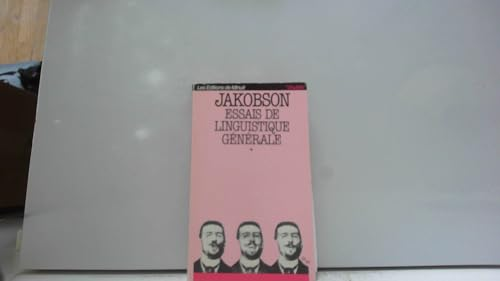 Les Éditions de Minuit
JAKOBSON
ESSAIS DE
LINGUISTIQUE
GÉNÉRALE